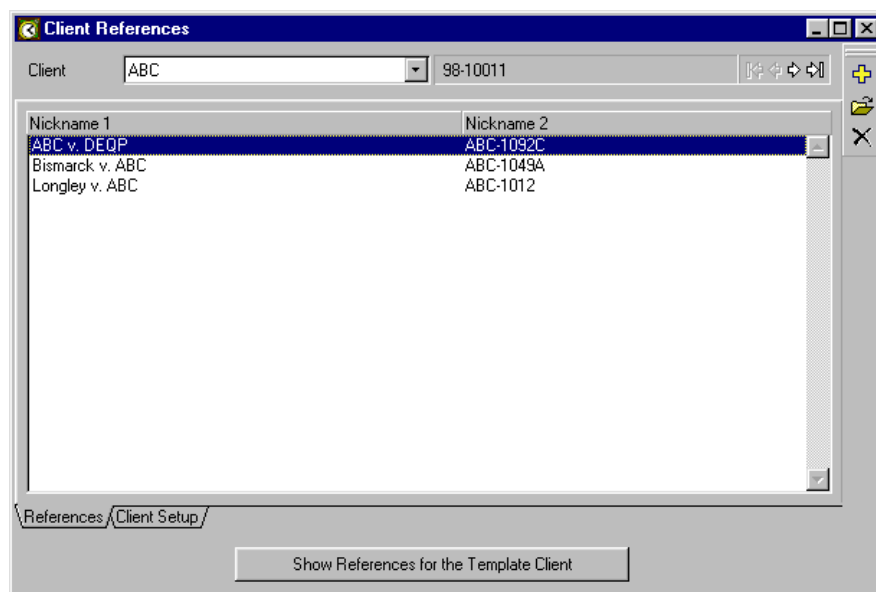 Client References
Client ABC 98-10011
Nickname 1 Nickname 2
ABC v. DEQP ABC-1092C
Bismarck v. ABC ABC-1049A
Longley v. ABC ABC-1012
References Client Setup
Show References for the Template Client